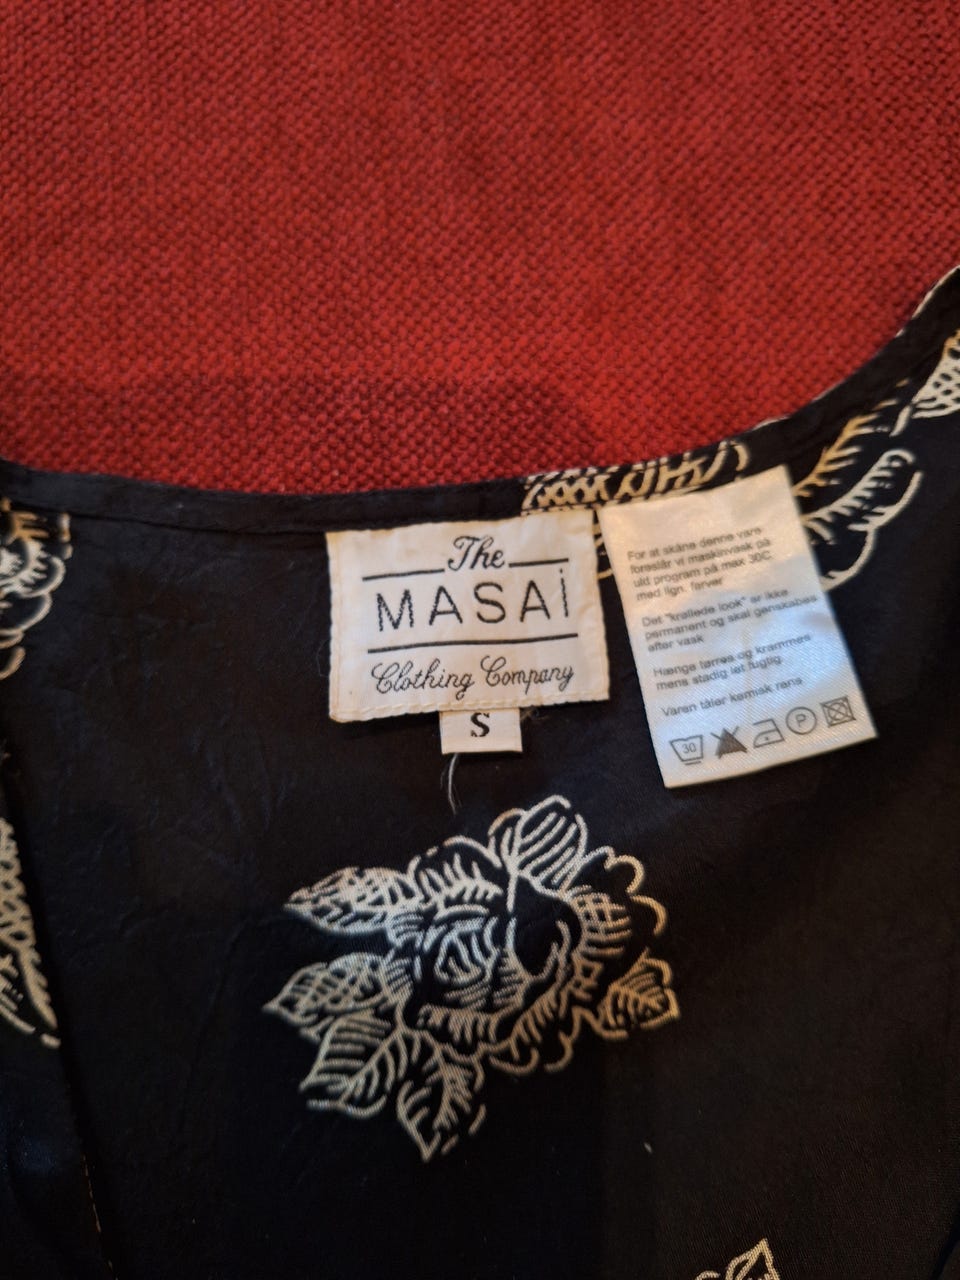 The
MASAi
Clothing Company
S
For at skåne denne vare
foreslår vi maskinvask på
uld program på max 30C
med lign. farver
Det "krøllede look" er ikke
permanent og skal genskabes
efter vask
Hænge tørres og krammes
mens stadig let fugtig.
Varen tåler kemisk rens
30 P